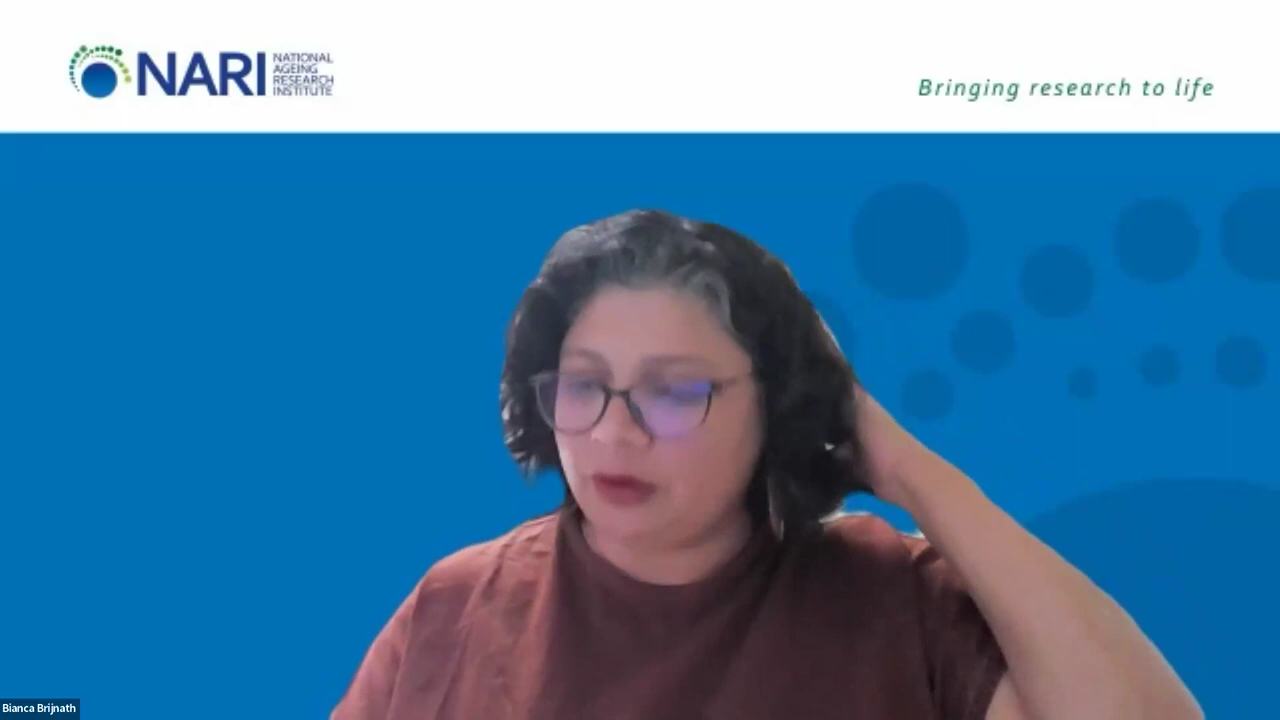 NARI
NATIONAL
AGEING
RESEARCH
INSTITUTE
Bringing research to life
Bianca Brijnath